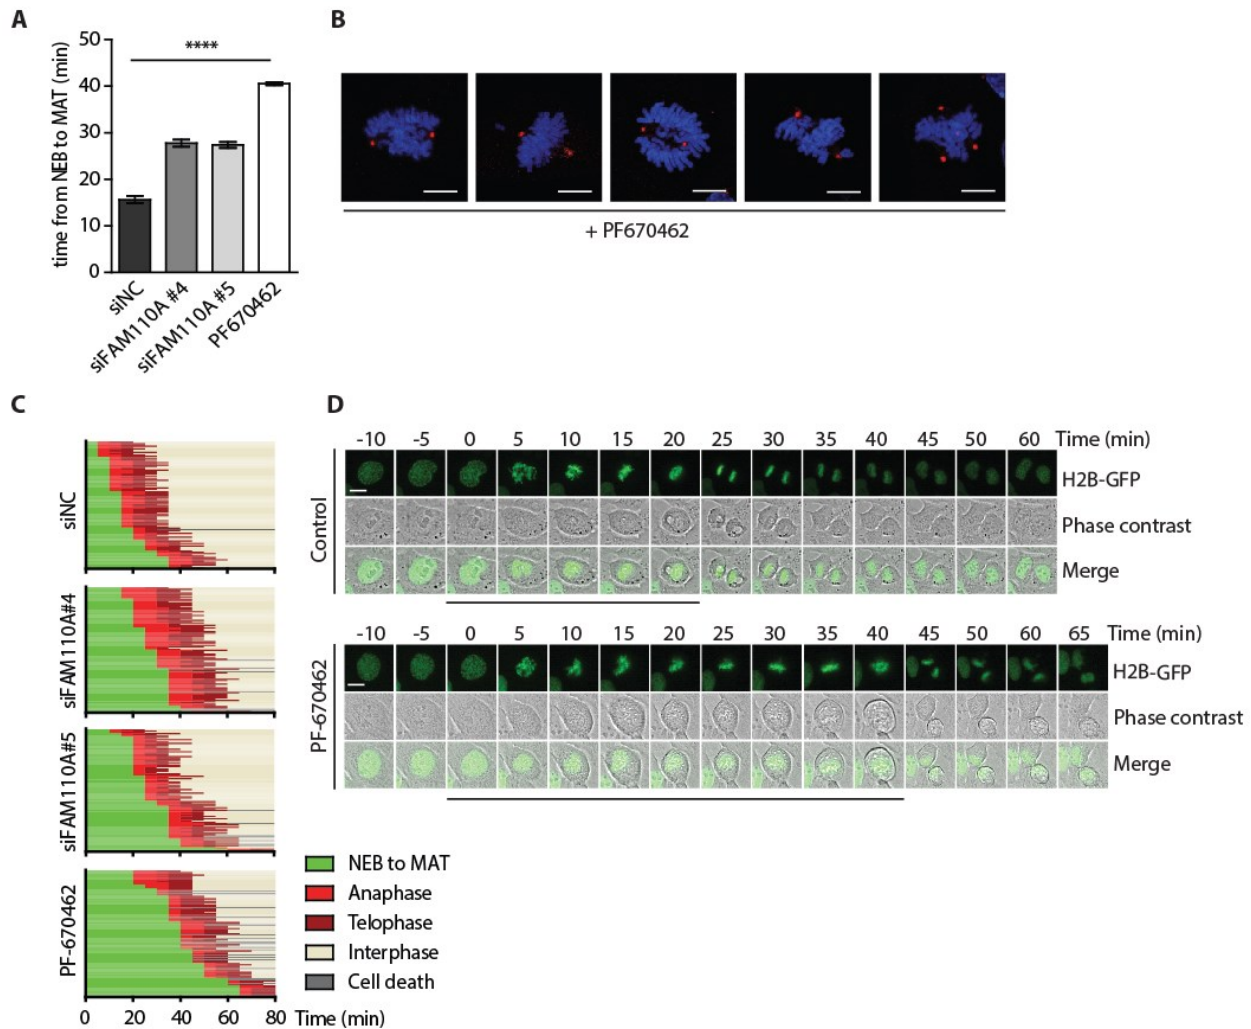 A
time from NEB to MAT (min)
50
40
30
20
10
0
****
siNC
siFAM110A #4
siFAM110A #5
PF670462
B
+ PF670462
C
siNC
siFAM110A#4
siFAM110A#5
PF-670462
0 20 40 60 80 Time (min)
NEB to MAT
Anaphase
Telophase
Interphase
Cell death
D
-10 -5 0 5 10 15 20 25 30 35 40 45 50 60 Time (min)
Control
H2B-GFP
Phase contrast
Merge
-10 -5 0 5 10 15 20 25 30 35 40 45 50 60 65 Time (min)
PF-670462
H2B-GFP
Phase contrast
Merge